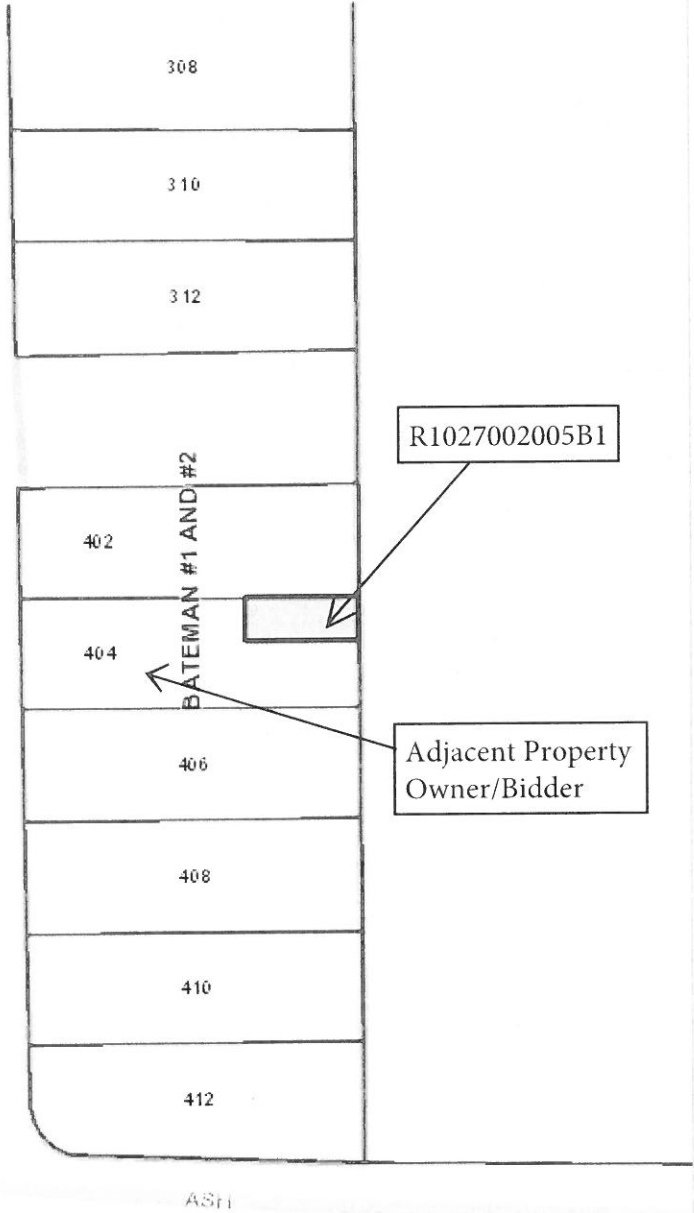 308
310
312
R1027002005B1
BATEMAN #1 AND #2
402
404
Adjacent Property
Owner/Bidder
406
408
410
412
ASH